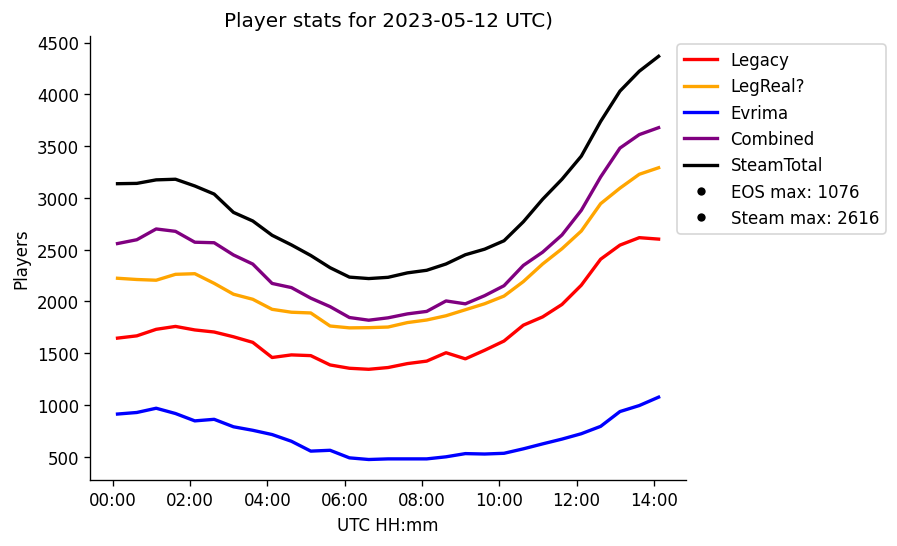 Player stats for 2023-05-12 UTC)
4500
4000
3500
3000
2500
2000
1500
1000
500
Players
00:00 02:00 04:00 06:00 08:00 10:00 12:00 14:00
UTC HH:mm
Legacy
LegReal?
Evrima
Combined
SteamTotal
EOS max: 1076
Steam max: 2616